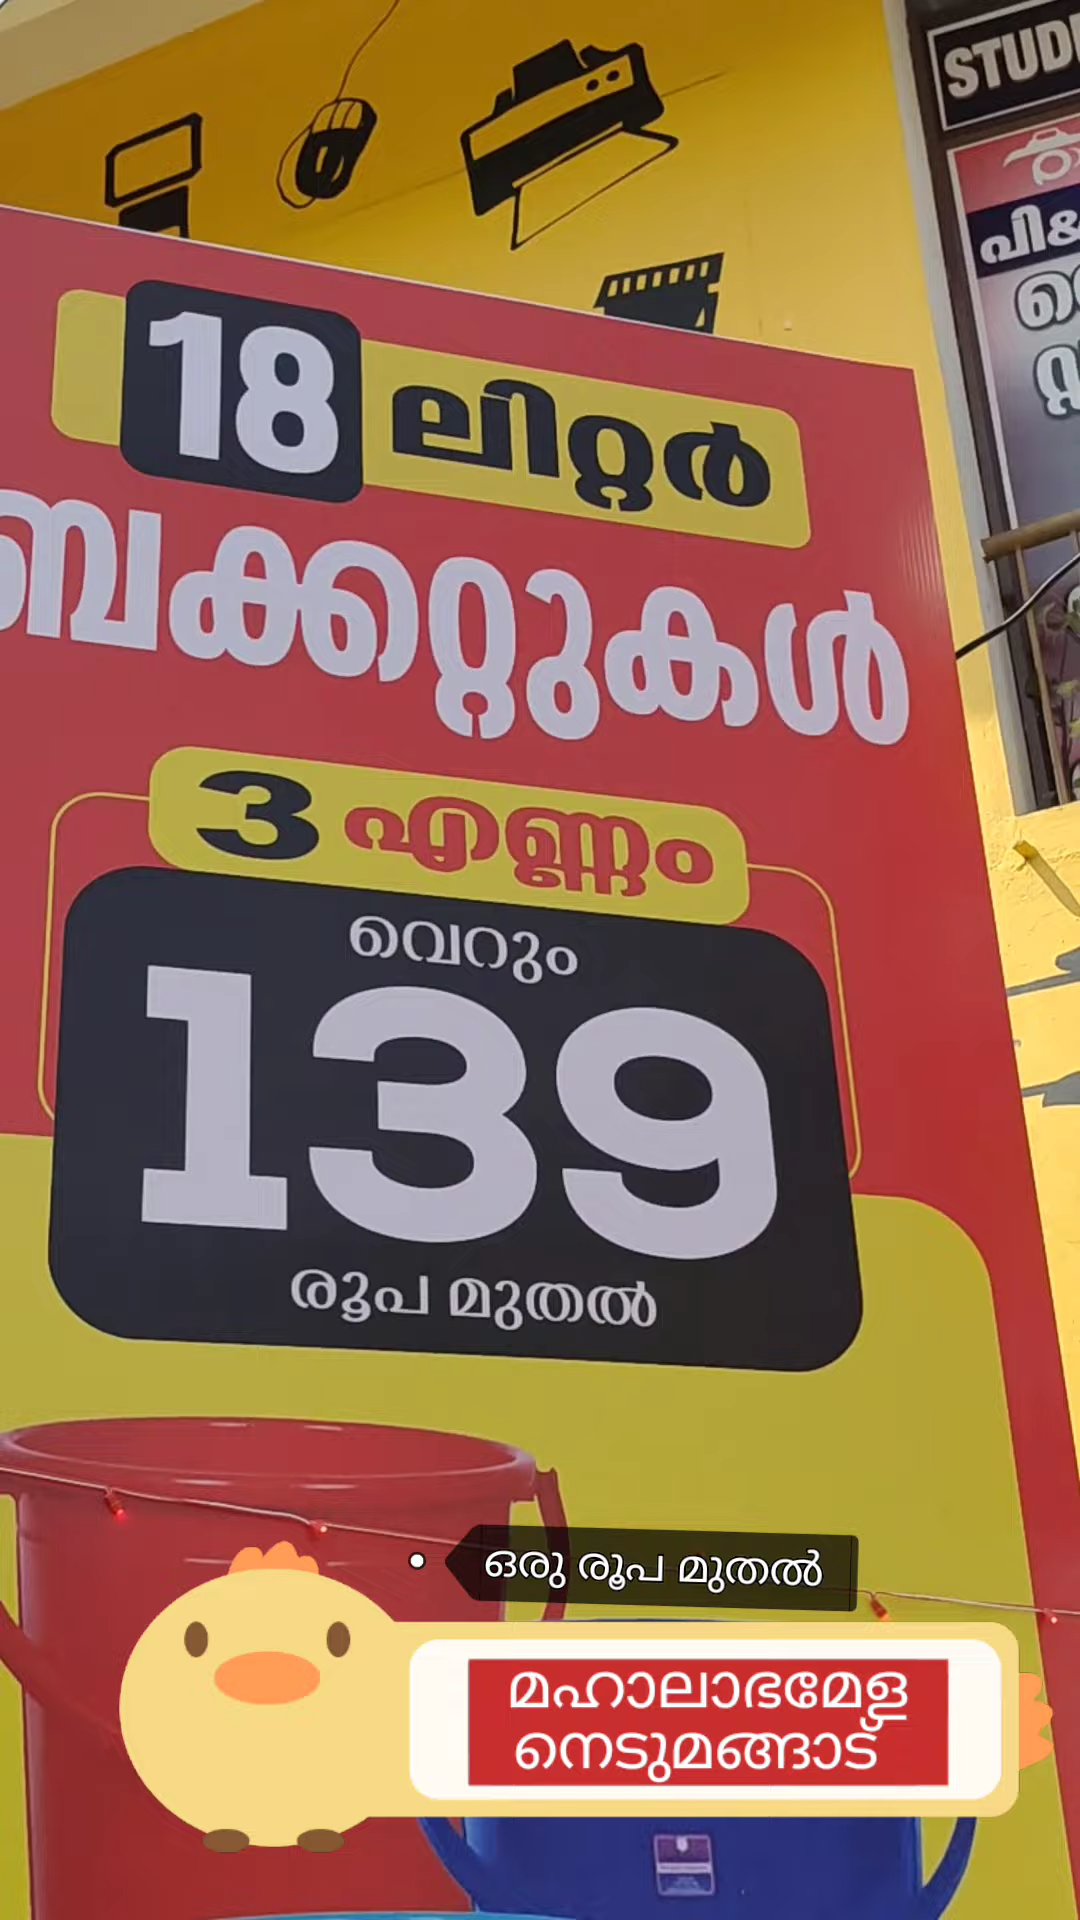 STUD
18 ലിറ്റർ
ബക്കറ്റുകൾ
3 എണ്ണം
വെറും
139
രൂപ മുതൽ
ഒരു രൂപ മുതൽ
മഹാലാഭമേള
നെടുമങ്ങാട്